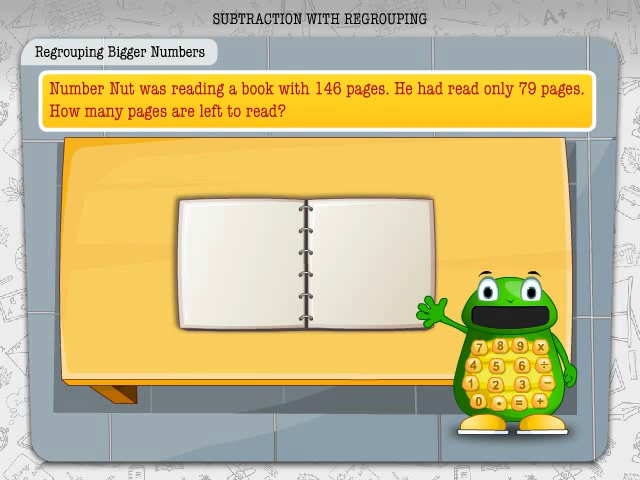 SUBTRACTION WITH REGROUPING
Regrouping Bigger Numbers
Number Nut was reading a book with 146 pages. He had read only 79 pages.
How many pages are left to read?
7 8 9 x
4 5 6 ÷
1 2 3 −
0 • = +
A+